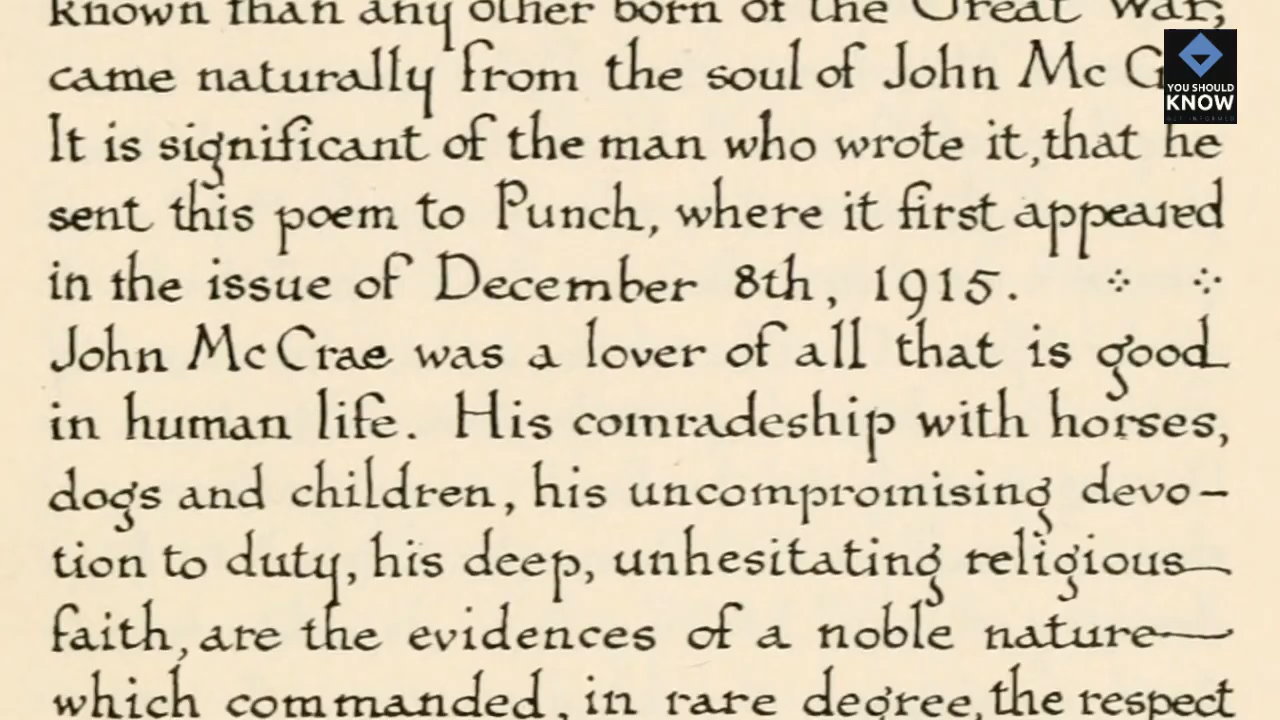 known than any other born of the Great War,
came naturally from the soul of John Mc
It is significant of the man who wrote it, that he
sent this poem to Punch, where it first appeared
in the issue of December 8th, 1915.
John McCrae was a lover of all that is good
in human life. His comradeship with horses,
dogs and children, his uncompromising devo-
tion to duty, his deep, unhesitating religious
faith, are the evidences of a noble nature
which commanded, in rare degree, the respect
YOU SHOULD
KNOW
GET INFORMED